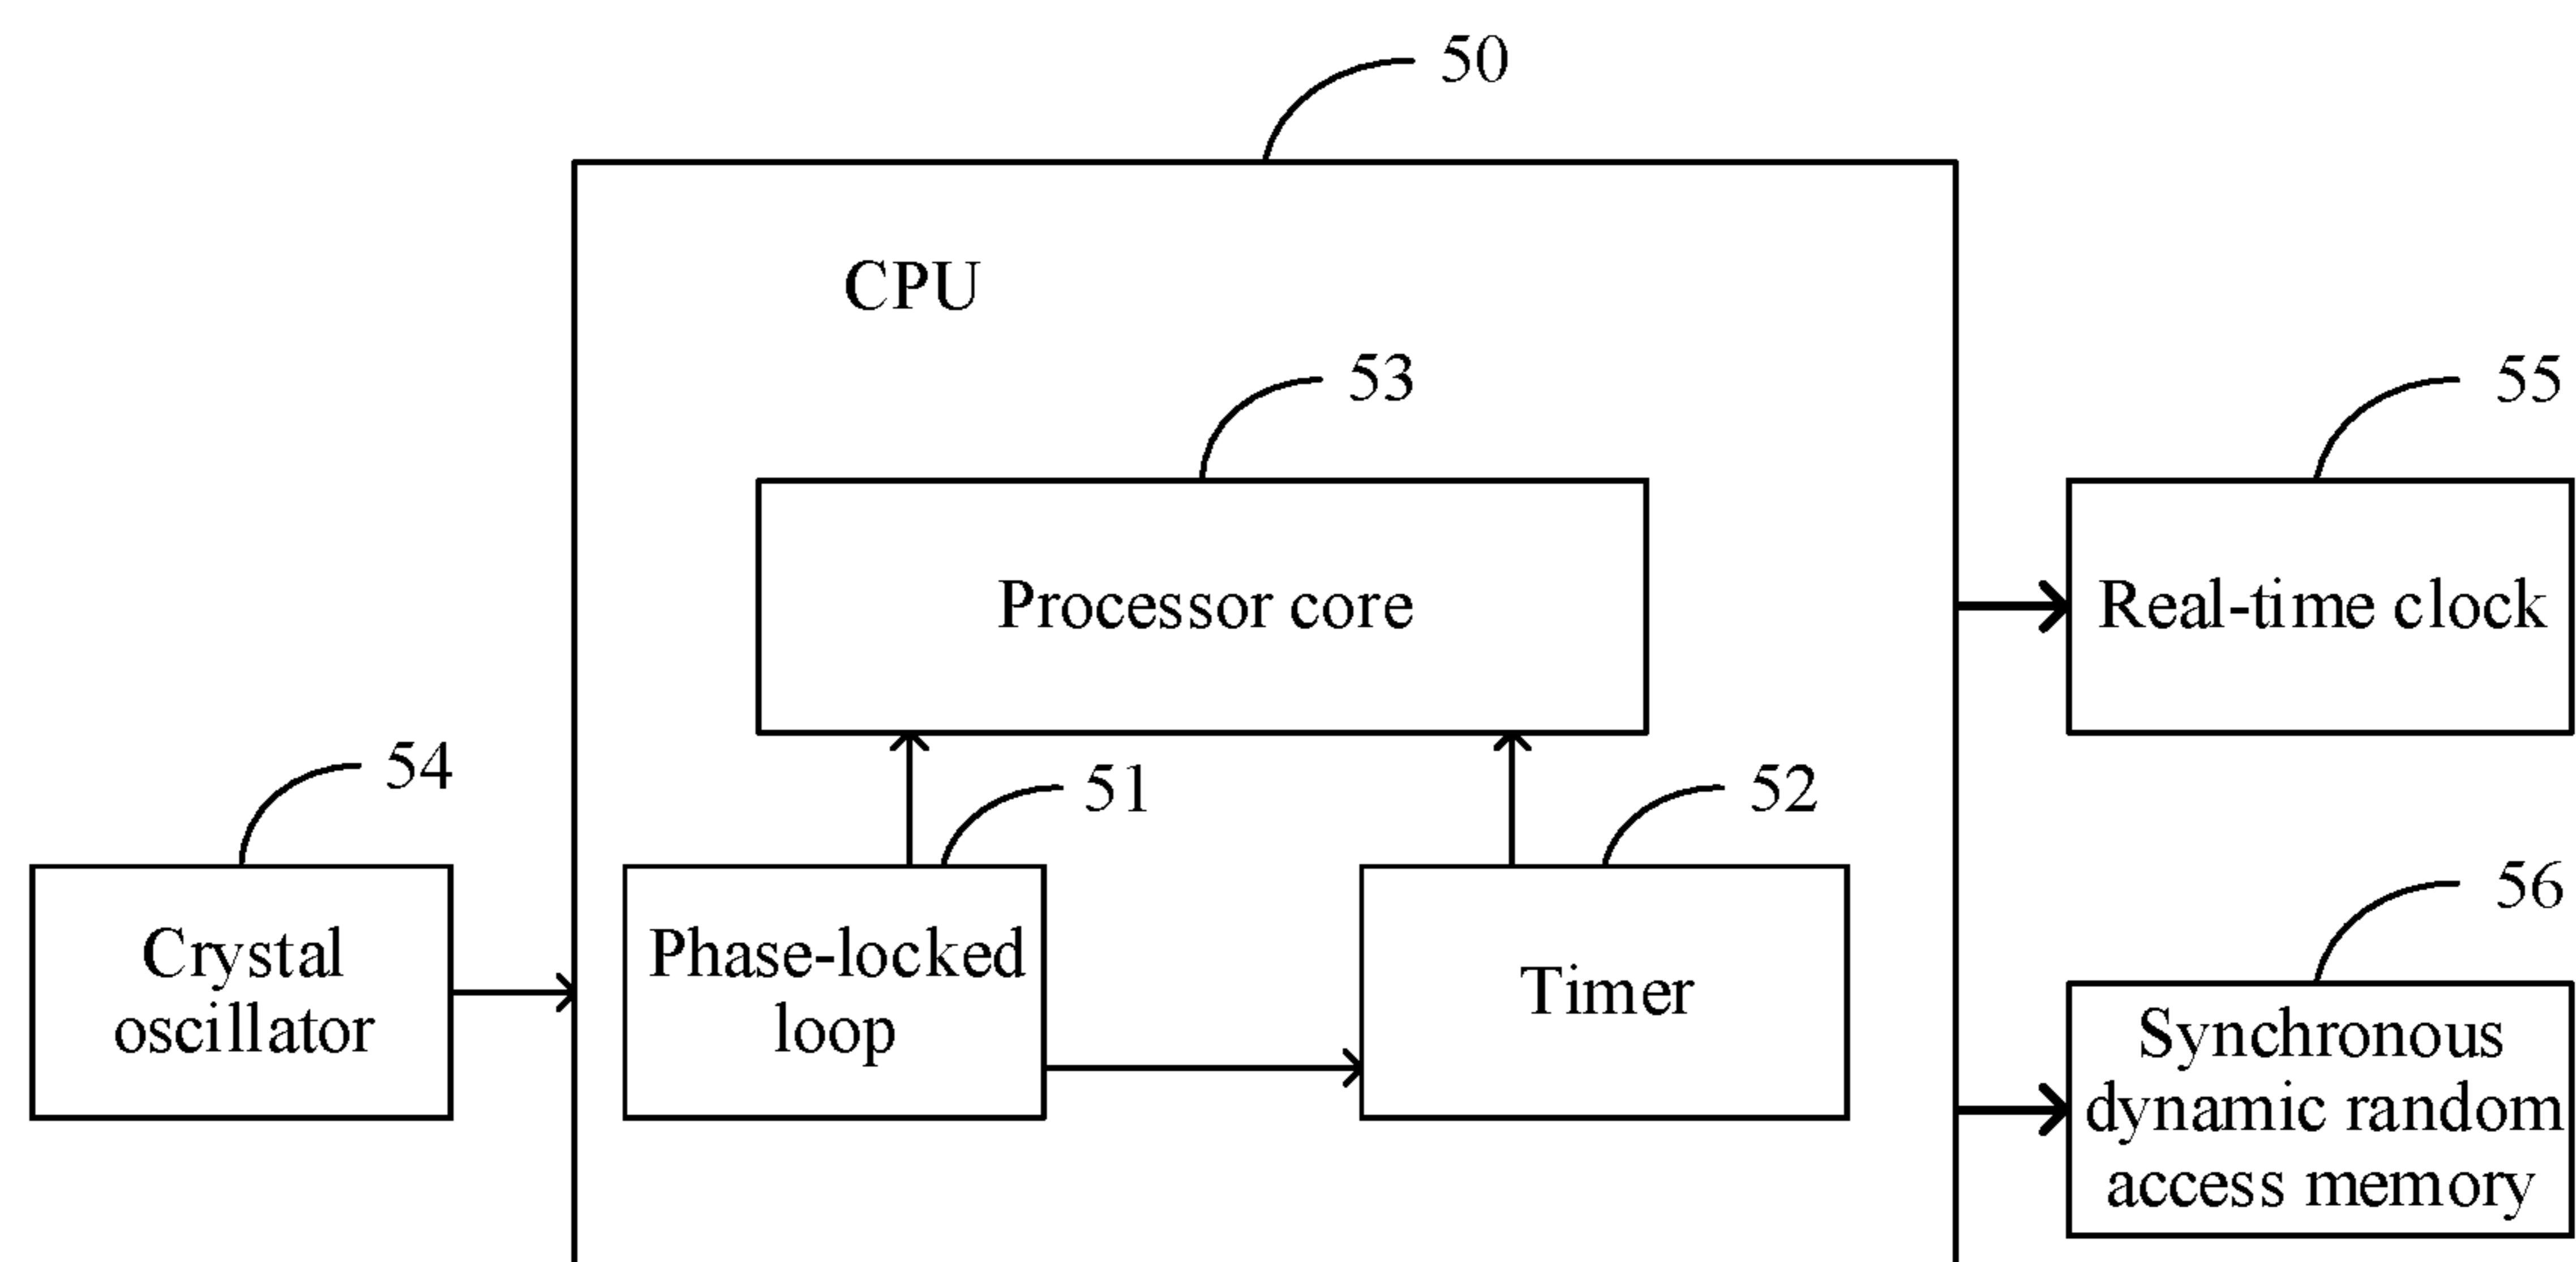 50
CPU
53
55
Processor core
Real-time clock
54
51
52
56
Crystal
oscillator
Phase-locked
loop
Timer
Synchronous
dynamic random
access memory